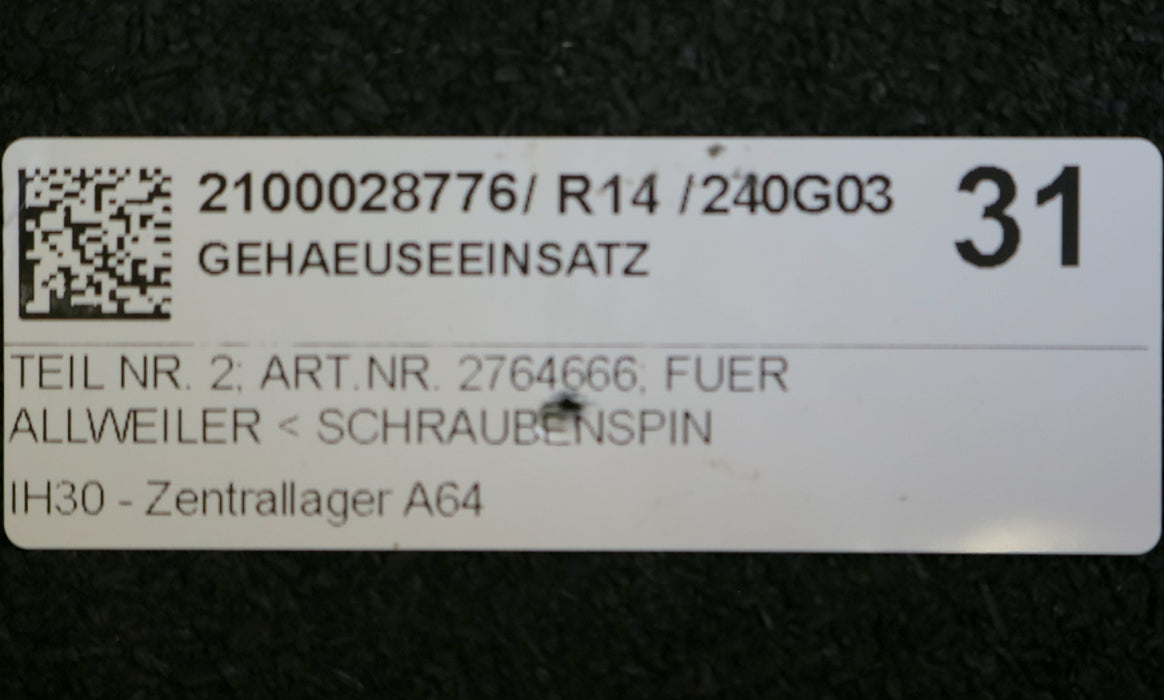 2100028776/ R14 /240G03 31
GEHAEUSEEINSATZ
TEIL NR. 2; ART.NR. 2764666; FUER
ALLWEILER < SCHRAUBENSPIN
IH30 - Zentrallager A64